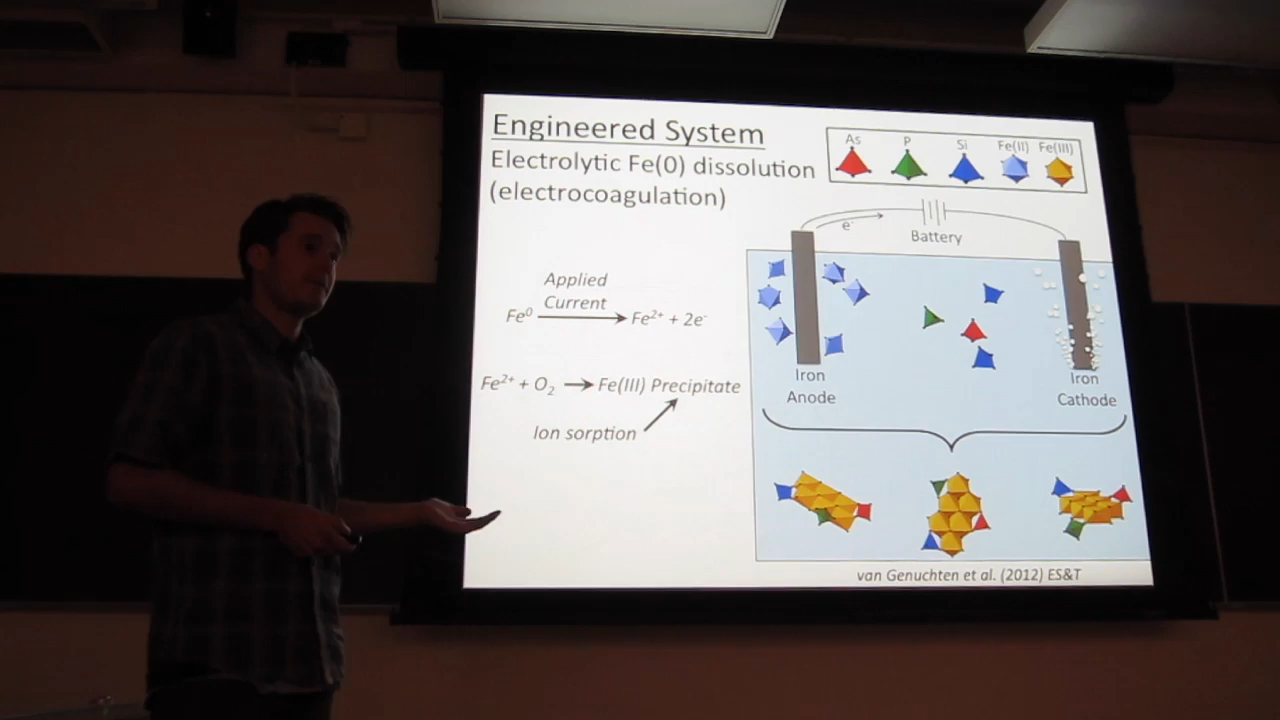 Engineered System
Electrolytic Fe(0) dissolution
(electrocoagulation)
As P Si Fe(II) Fe(III)
e-
Battery
Applied
Current
Fe⁰ → Fe²⁺ + 2e⁻
Fe²⁺ + O₂ → Fe(III) Precipitate
Ion sorption
Iron
Anode
Iron
Cathode
van Genuchten et al. (2012) ES&T